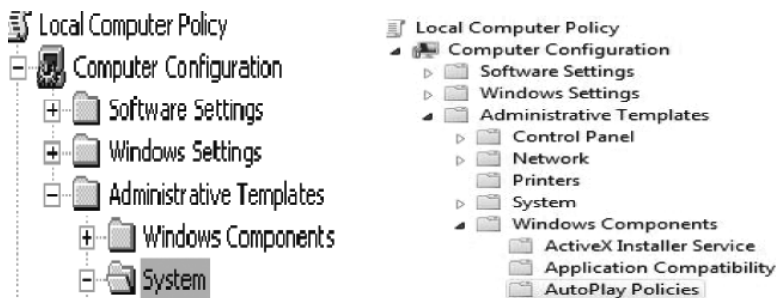 Local Computer Policy
Computer Configuration
Software Settings
Windows Settings
Administrative Templates
Windows Components
System
Local Computer Policy
Computer Configuration
Software Settings
Windows Settings
Administrative Templates
Control Panel
Network
Printers
System
Windows Components
ActiveX Installer Service
Application Compatibility
AutoPlay Policies